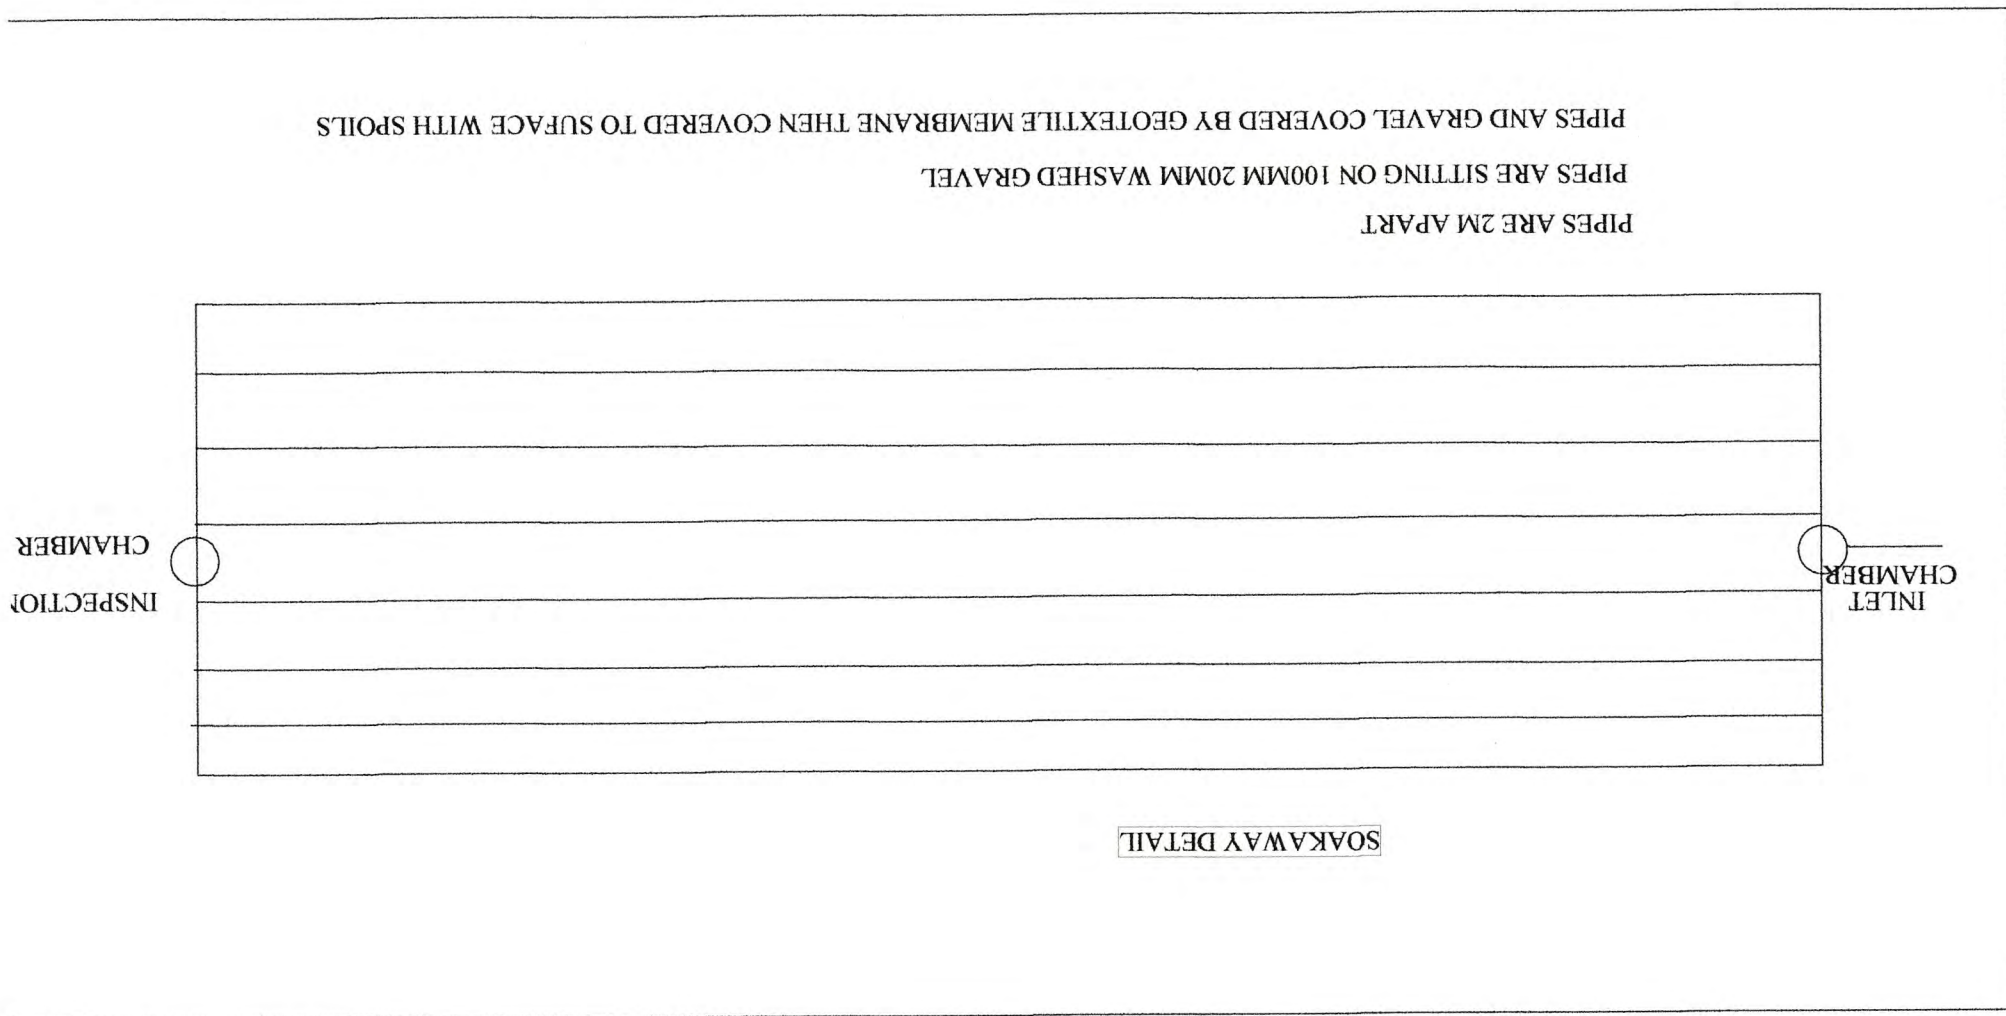 SOAKAWAY DETAIL
INLET
CHAMBER
INSPECTION
CHAMBER
PIPES ARE 2M APART
PIPES ARE SITTING ON 100MM 20MM WASHED GRAVEL
PIPES AND GRAVEL COVERED BY GEOTEXTILE MEMBRANE THEN COVERED TO SUFACE WITH SPOILS